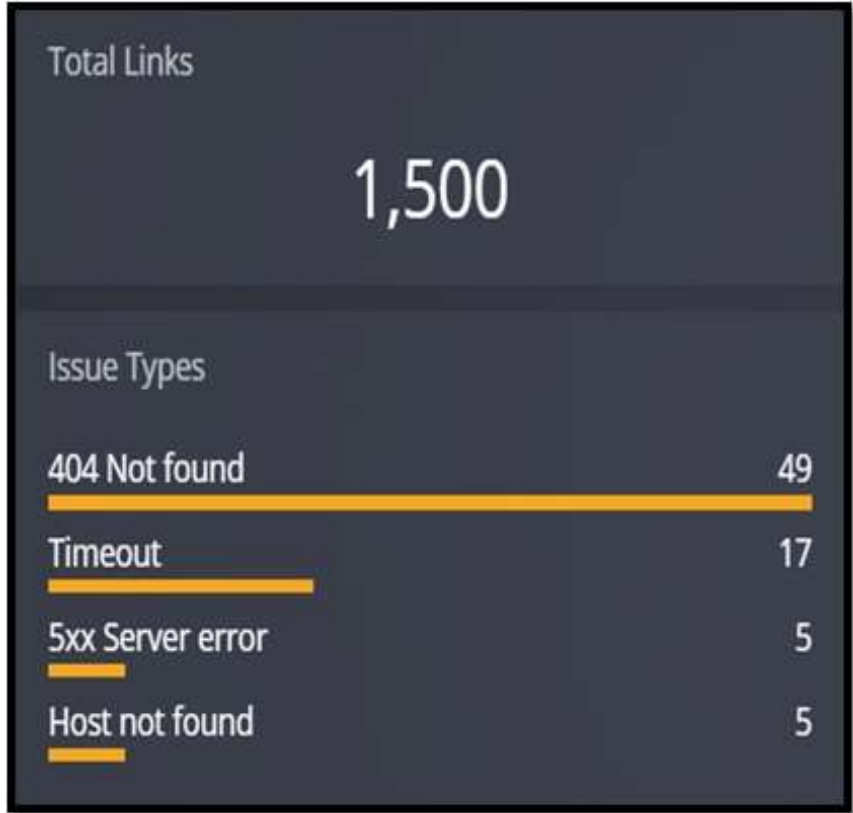 Total Links
1,500
Issue Types
404 Not found 49
Timeout 17
5xx Server error 5
Host not found 5